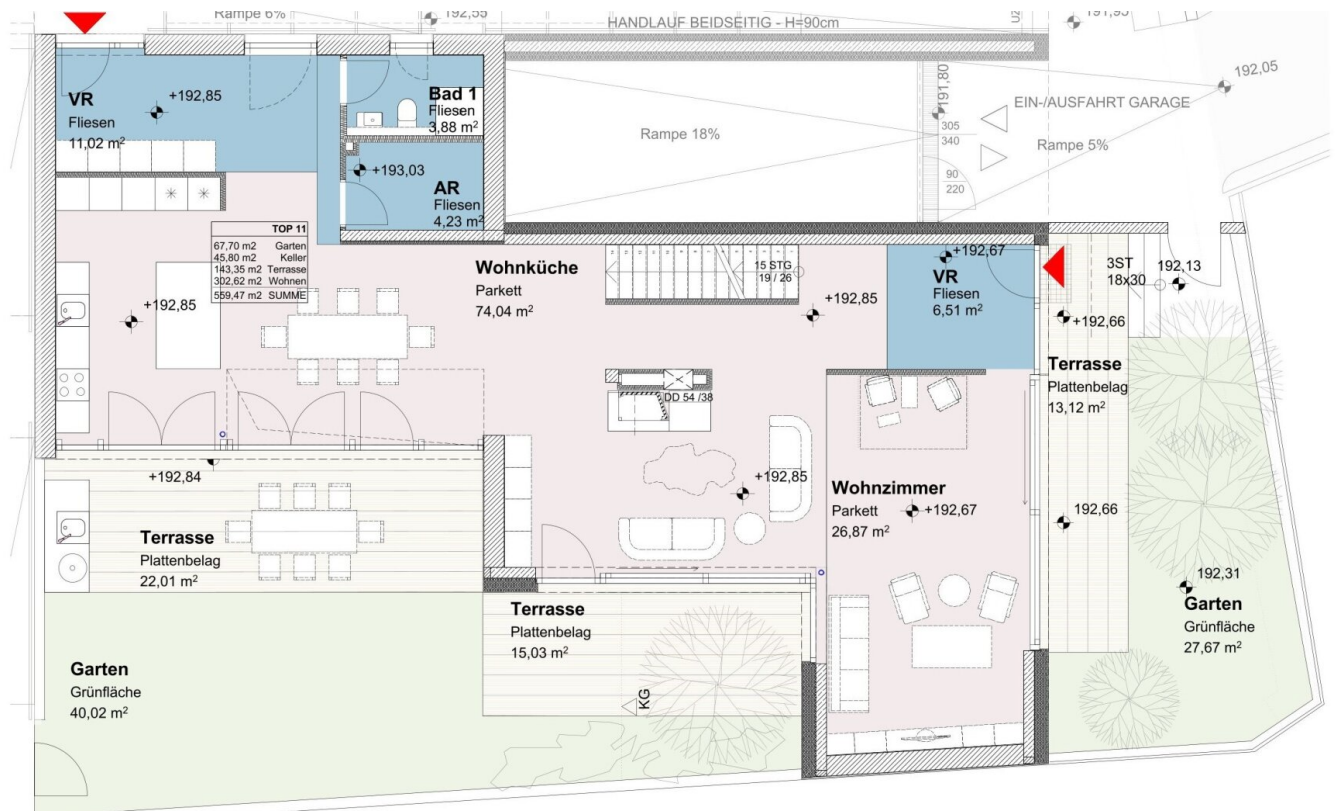 Rampe 6%
192,55
HANDLAUF BEIDSEITIG - H=90cm
191,95
192,05
VR
Fliesen
11,02 m²
+192,85
Bad 1
Fliesen
3,88 m²
+193,03
AR
Fliesen
4,23 m²
Rampe 18%
191,80
305
340
EIN-/AUSFAHRT GARAGE
Rampe 5%
90
220
TOP 11
67,70 m2 Garten
45,80 m2 Keller
143,35 m2 Terrasse
302,62 m2 Wohnen
559,47 m2 SUMME
+192,85
Wohnküche
Parkett
74,04 m²
15 STG
19 / 26
+192,85
+192,67
VR
Fliesen
6,51 m²
3ST
18x30
192,13
+192,66
Terrasse
Plattenbelag
13,12 m²
DD 54 /38
+192,84
+192,85
Wohnzimmer
Parkett
26,87 m²
+192,67
192,66
Terrasse
Plattenbelag
22,01 m²
Terrasse
Plattenbelag
15,03 m²
KG
192,31
Garten
Grünfläche
27,67 m²
Garten
Grünfläche
40,02 m²